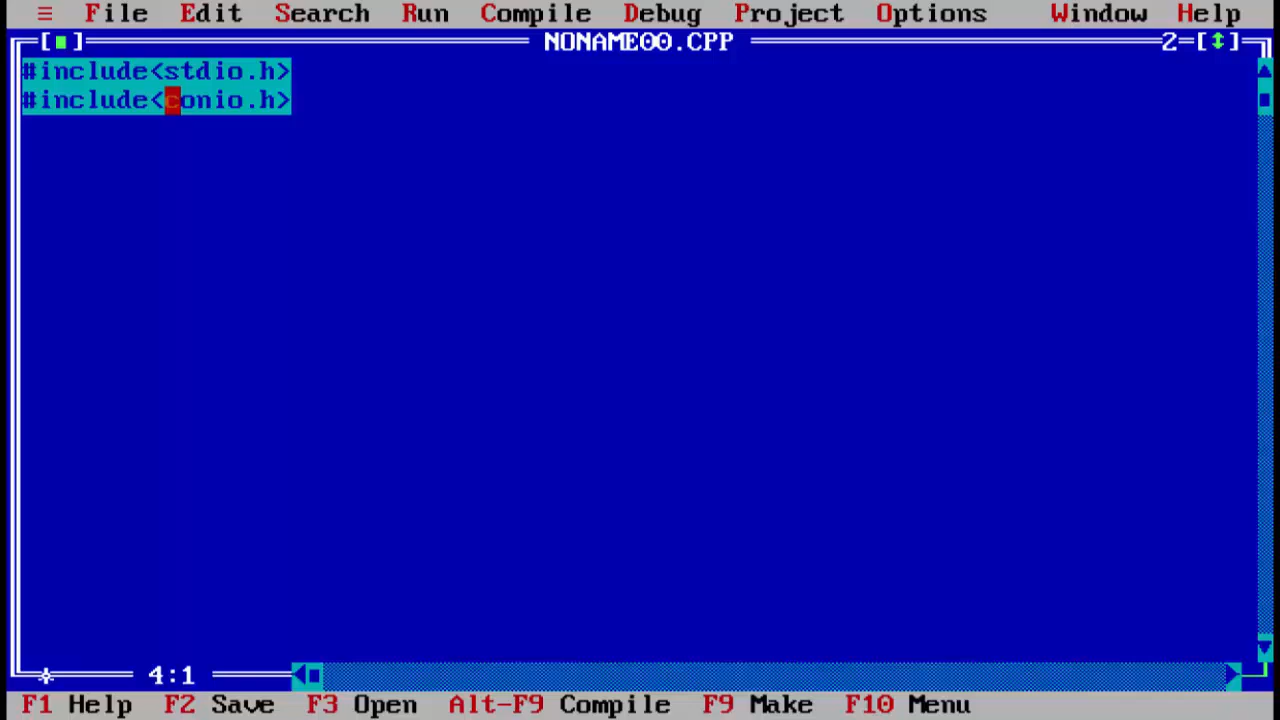 ≡ File Edit Search Run Compile Debug Project Options Window Help
[■] NONAME00.CPP 2=[↕]
#include<stdio.h>
#include<conio.h>
4:1
F1 Help F2 Save F3 Open Alt-F9 Compile F9 Make F10 Menu